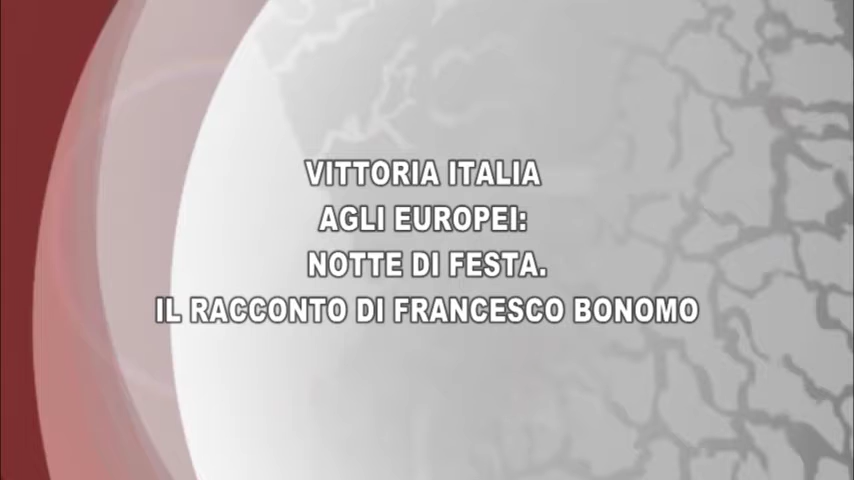 VITTORIA ITALIA
AGLI EUROPEI:
NOTTE DI FESTA.
IL RACCONTO DI FRANCESCO BONOMO